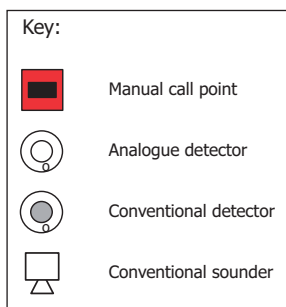 Key:
Manual call point
Analogue detector
Conventional detector
Conventional sounder